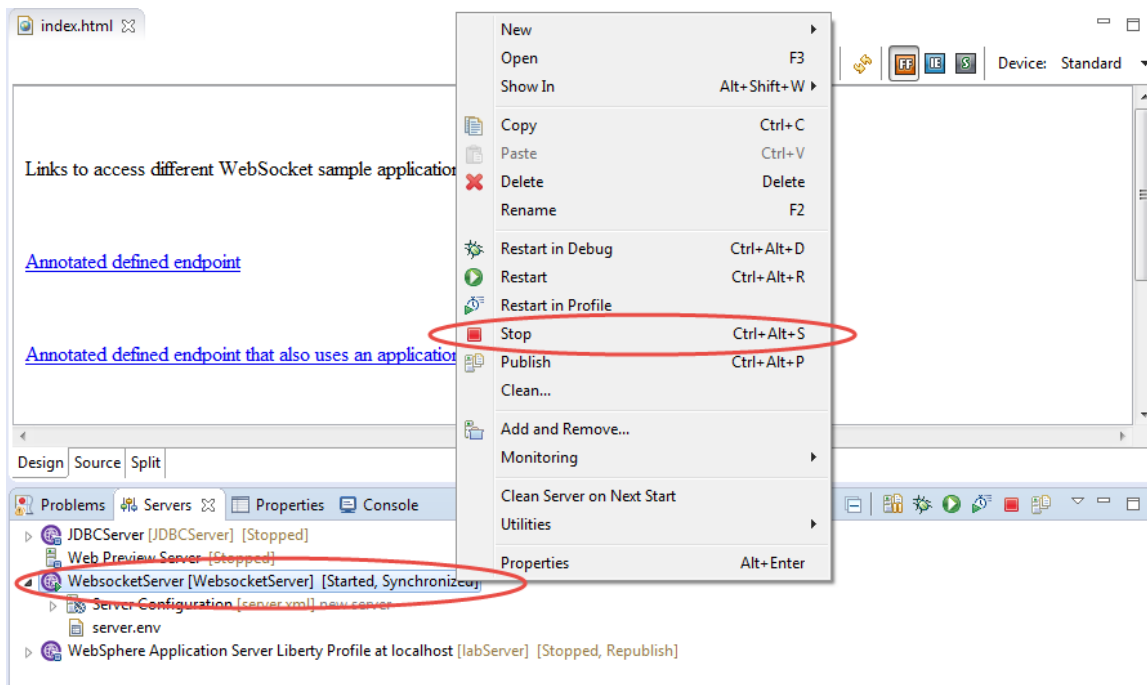 index.html
FF IE S Device: Standard
Links to access different WebSocket sample application
Annotated defined endpoint
Annotated defined endpoint that also uses an application
Design Source Split
New
Open F3
Show In Alt+Shift+W
Copy Ctrl+C
Paste Ctrl+V
Delete Delete
Rename F2
Restart in Debug Ctrl+Alt+D
Restart Ctrl+Alt+R
Restart in Profile
Stop Ctrl+Alt+S
Publish Ctrl+Alt+P
Clean...
Add and Remove...
Monitoring
Clean Server on Next Start
Utilities
Properties Alt+Enter
Problems Servers Properties Console
JDBCServer [JDBCServer] [Stopped]
Web Preview Server [Stopped]
WebsocketServer [WebsocketServer] [Started, Synchronized]
Server Configuration [server.xml] new server
server.env
WebSphere Application Server Liberty Profile at localhost [labServer] [Stopped, Republish]